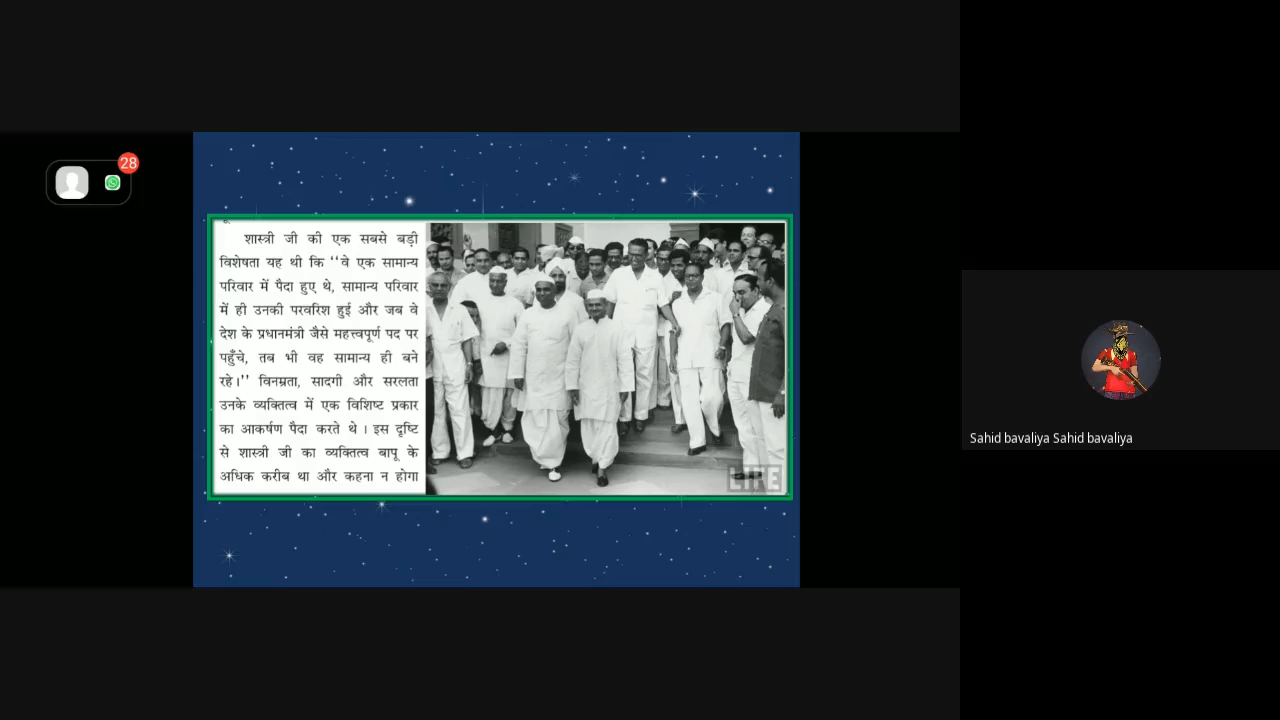 28
शास्त्री जी की एक सबसे बड़ी
विशेषता यह थी कि ‘‘वे एक सामान्य
परिवार में पैदा हुए थे, सामान्य परिवार
में ही उनकी परवरिश हुई और जब वे
देश के प्रधानमंत्री जैसे महत्त्वपूर्ण पद पर
पहुँचे, तब भी वह सामान्य ही बने
रहे।’’ विनम्रता, सादगी और सरलता
उनके व्यक्तित्व में एक विशिष्ट प्रकार
का आकर्षण पैदा करते थे। इस दृष्टि
से शास्त्री जी का व्यक्तित्व बापू के
अधिक करीब था और कहना न होगा
LIFE
Sahid bavaliya Sahid bavaliya